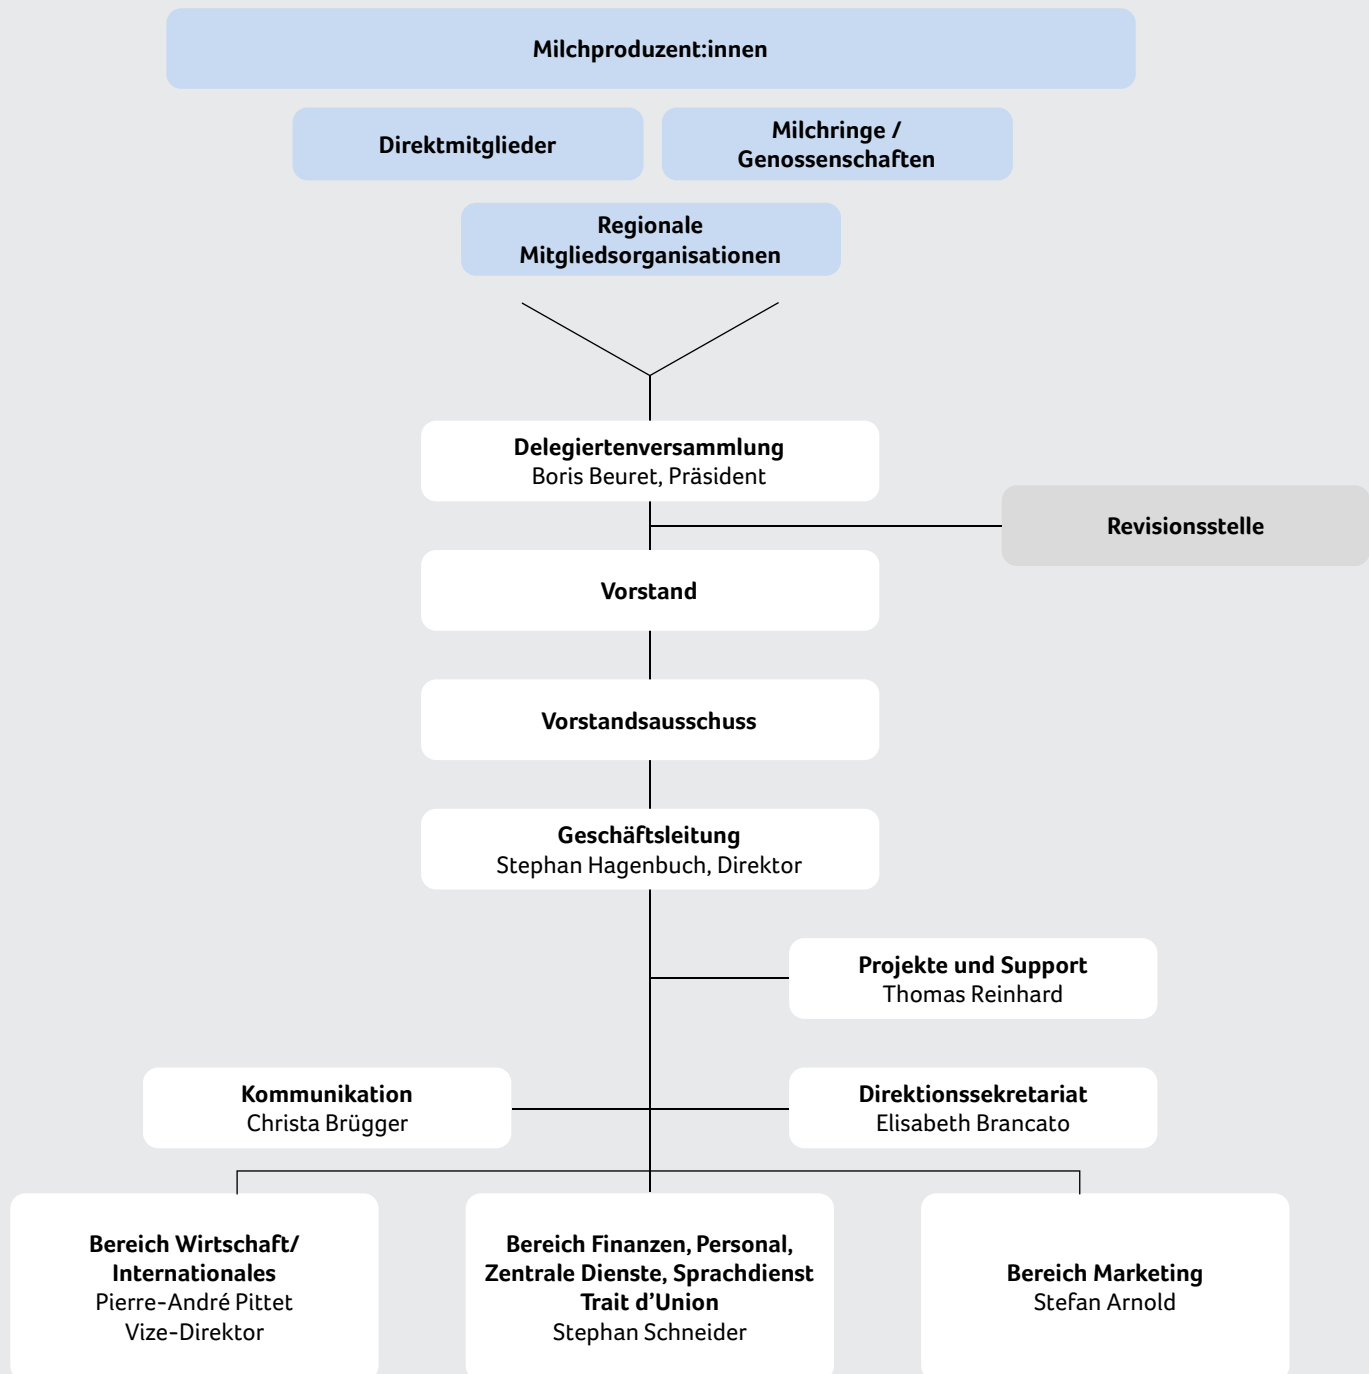 Milchproduzent:innen
Direktmitglieder
Milchringe /
Genossenschaften
Regionale
Mitgliedsorganisationen
Delegiertenversammlung
Boris Beuret, Präsident
Revisionsstelle
Vorstand
Vorstandsausschuss
Geschäftsleitung
Stephan Hagenbuch, Direktor
Projekte und Support
Thomas Reinhard
Kommunikation
Christa Brügger
Direktionssekretariat
Elisabeth Brancato
Bereich Wirtschaft/
Internationales
Pierre-André Pittet
Vize-Direktor
Bereich Finanzen, Personal,
Zentrale Dienste, Sprachdienst
Trait d’Union
Stephan Schneider
Bereich Marketing
Stefan Arnold